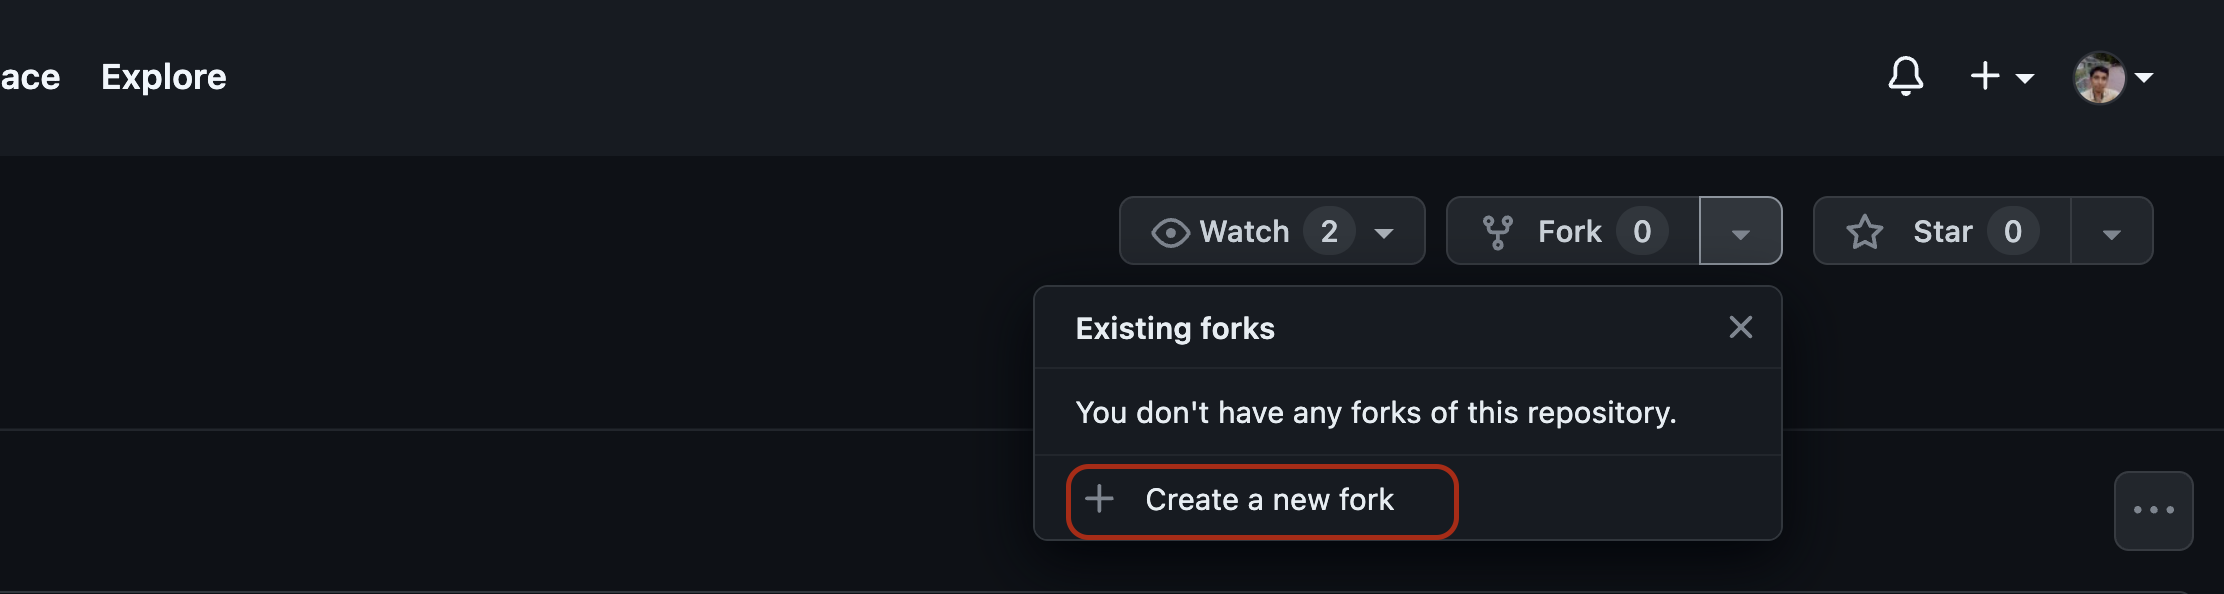 ace Explore
Watch 2 Fork 0 Star 0
Existing forks
You don't have any forks of this repository.
Create a new fork